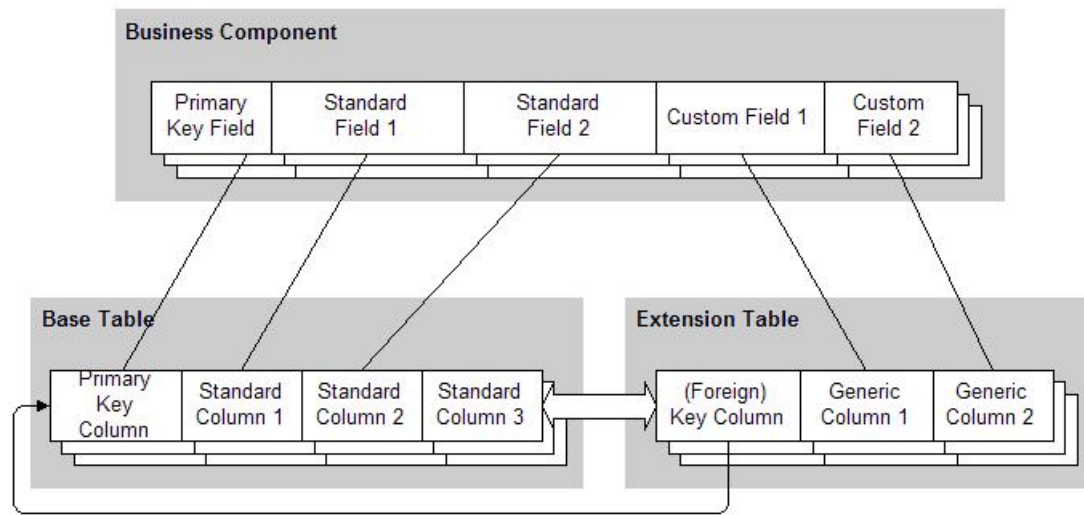 Business Component
Primary
Key Field
Standard
Field 1
Standard
Field 2
Custom Field 1
Custom
Field 2
Base Table
Primary
Key
Column
Standard
Column 1
Standard
Column 2
Standard
Column 3
Extension Table
(Foreign)
Key Column
Generic
Column 1
Generic
Column 2